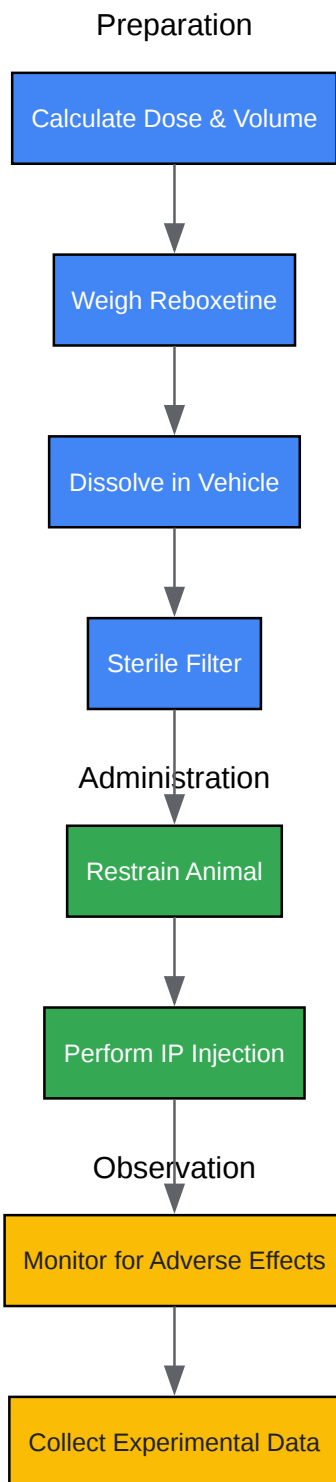 Preparation
Calculate Dose & Volume
Weigh Reboxetine
Dissolve in Vehicle
Sterile Filter
Administration
Restrain Animal
Perform IP Injection
Observation
Monitor for Adverse Effects
Collect Experimental Data